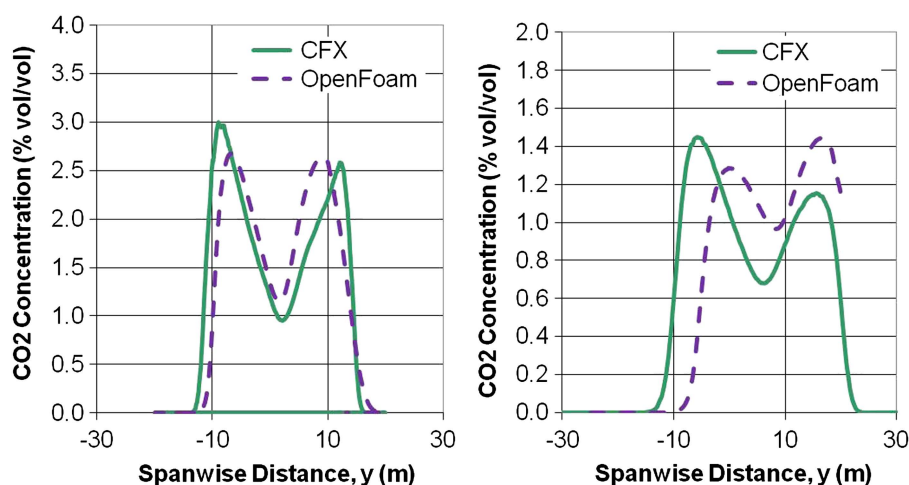 4.0
3.5
3.0
2.5
2.0
1.5
1.0
0.5
0.0
CO2 Concentration (% vol/vol)
CFX
OpenFoam
-30 -10 10 30
Spanwise Distance, y (m)
2.0
1.8
1.6
1.4
1.2
1.0
0.8
0.6
0.4
0.2
0.0
CO2 Concentration (% vol/vol)
CFX
OpenFoam
-30 -10 10 30
Spanwise Distance, y (m)